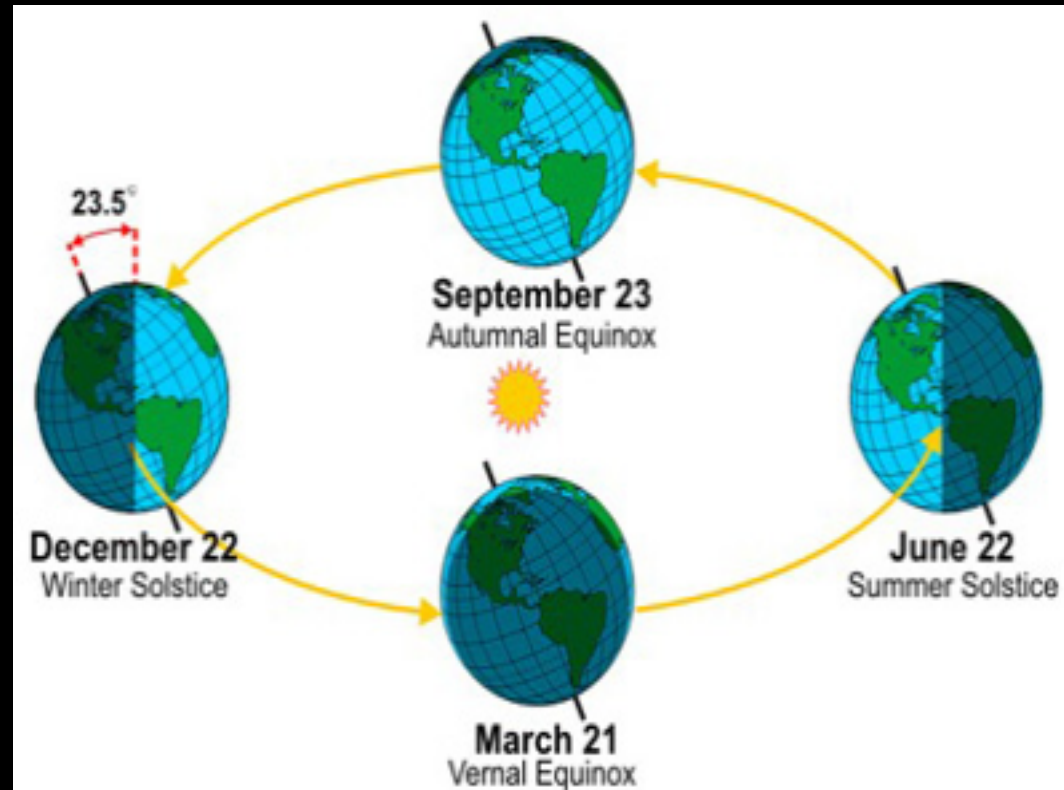 September 23
Autumnal Equinox
23.5°
December 22
Winter Solstice
June 22
Summer Solstice
March 21
Vernal Equinox